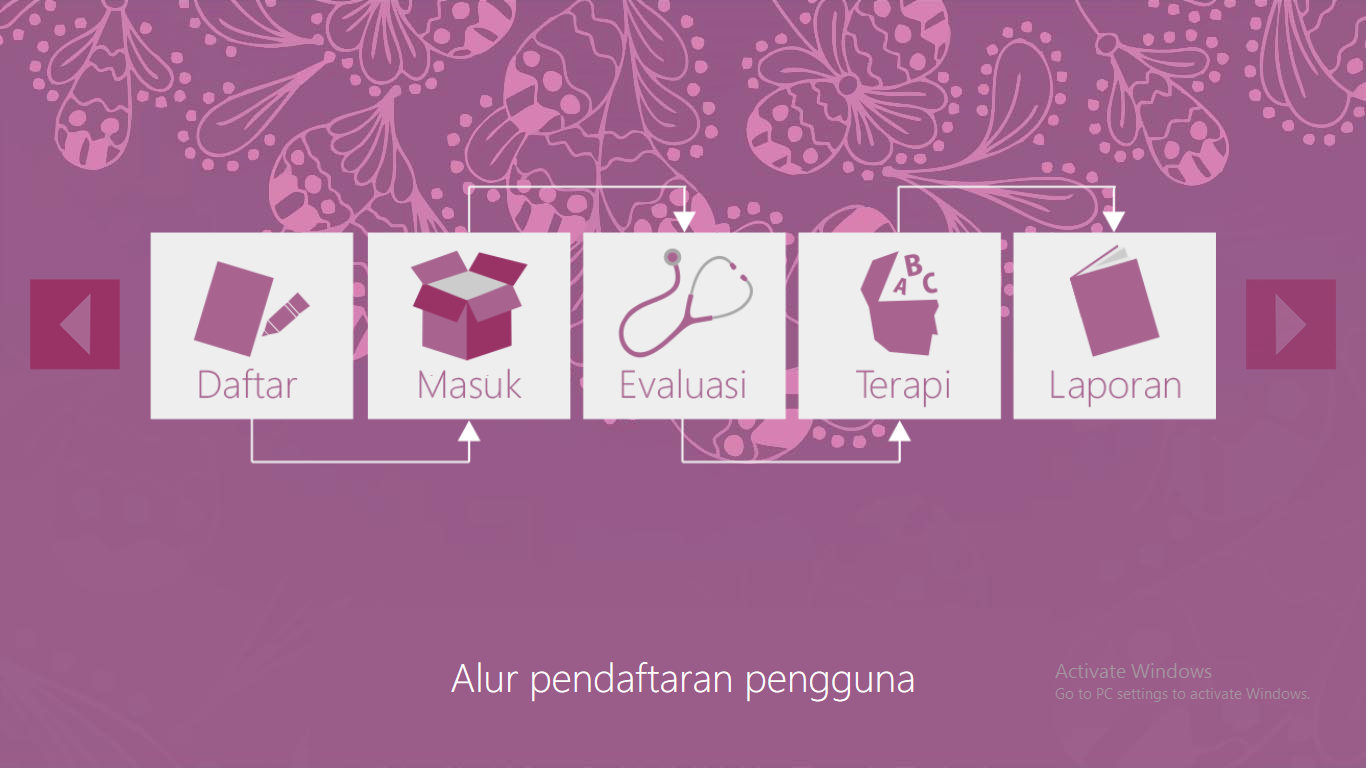 A B C
Daftar
Masuk
Evaluasi
Terapi
Laporan
Alur pendaftaran pengguna
Activate Windows
Go to PC settings to activate Windows.